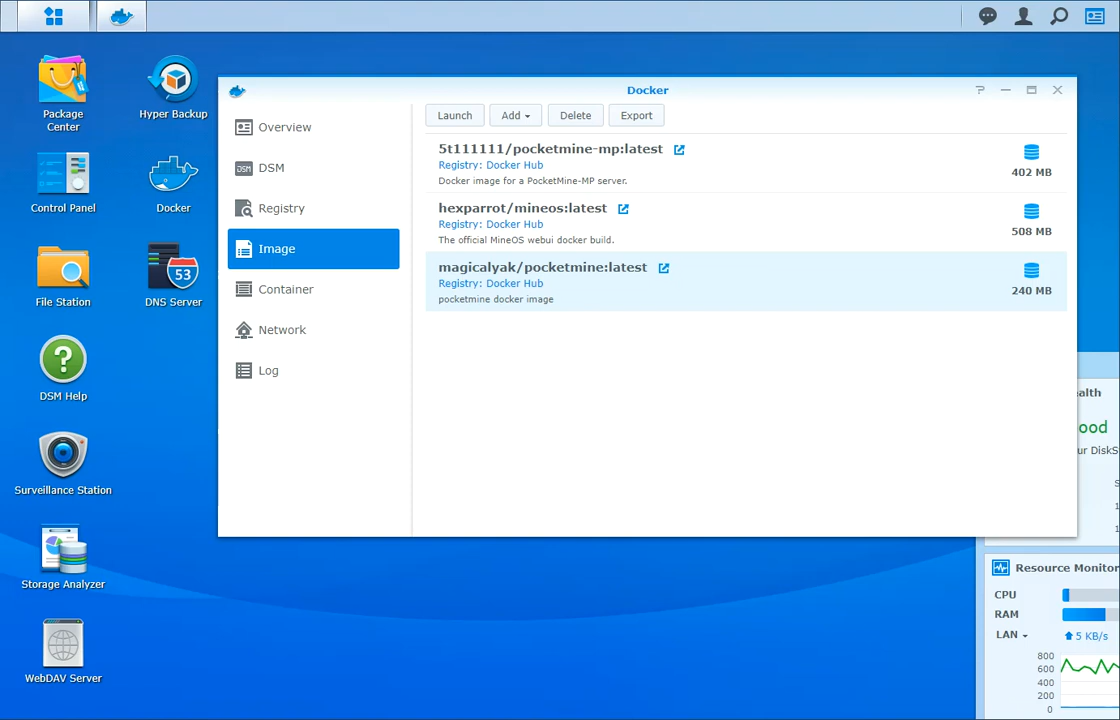 Package
Center
Hyper Backup
Control Panel
Docker
File Station
53
DNS Server
?
DSM Help
Surveillance Station
Storage Analyzer
WebDAV Server
Docker
?
Overview
DSM
DSM
Registry
Image
Container
Network
Log
Launch
Add
Delete
Export
5t111111/pocketmine-mp:latest
Registry: Docker Hub
Docker image for a PocketMine-MP server.
402 MB
hexparrot/mineos:latest
Registry: Docker Hub
The official MineOS webui docker build.
508 MB
magicalyak/pocketmine:latest
Registry: Docker Hub
pocketmine docker image
240 MB
alth
ood
ur DiskS
Resource Monitor
CPU
RAM
LAN
5 KB/s
800
600
400
200
0